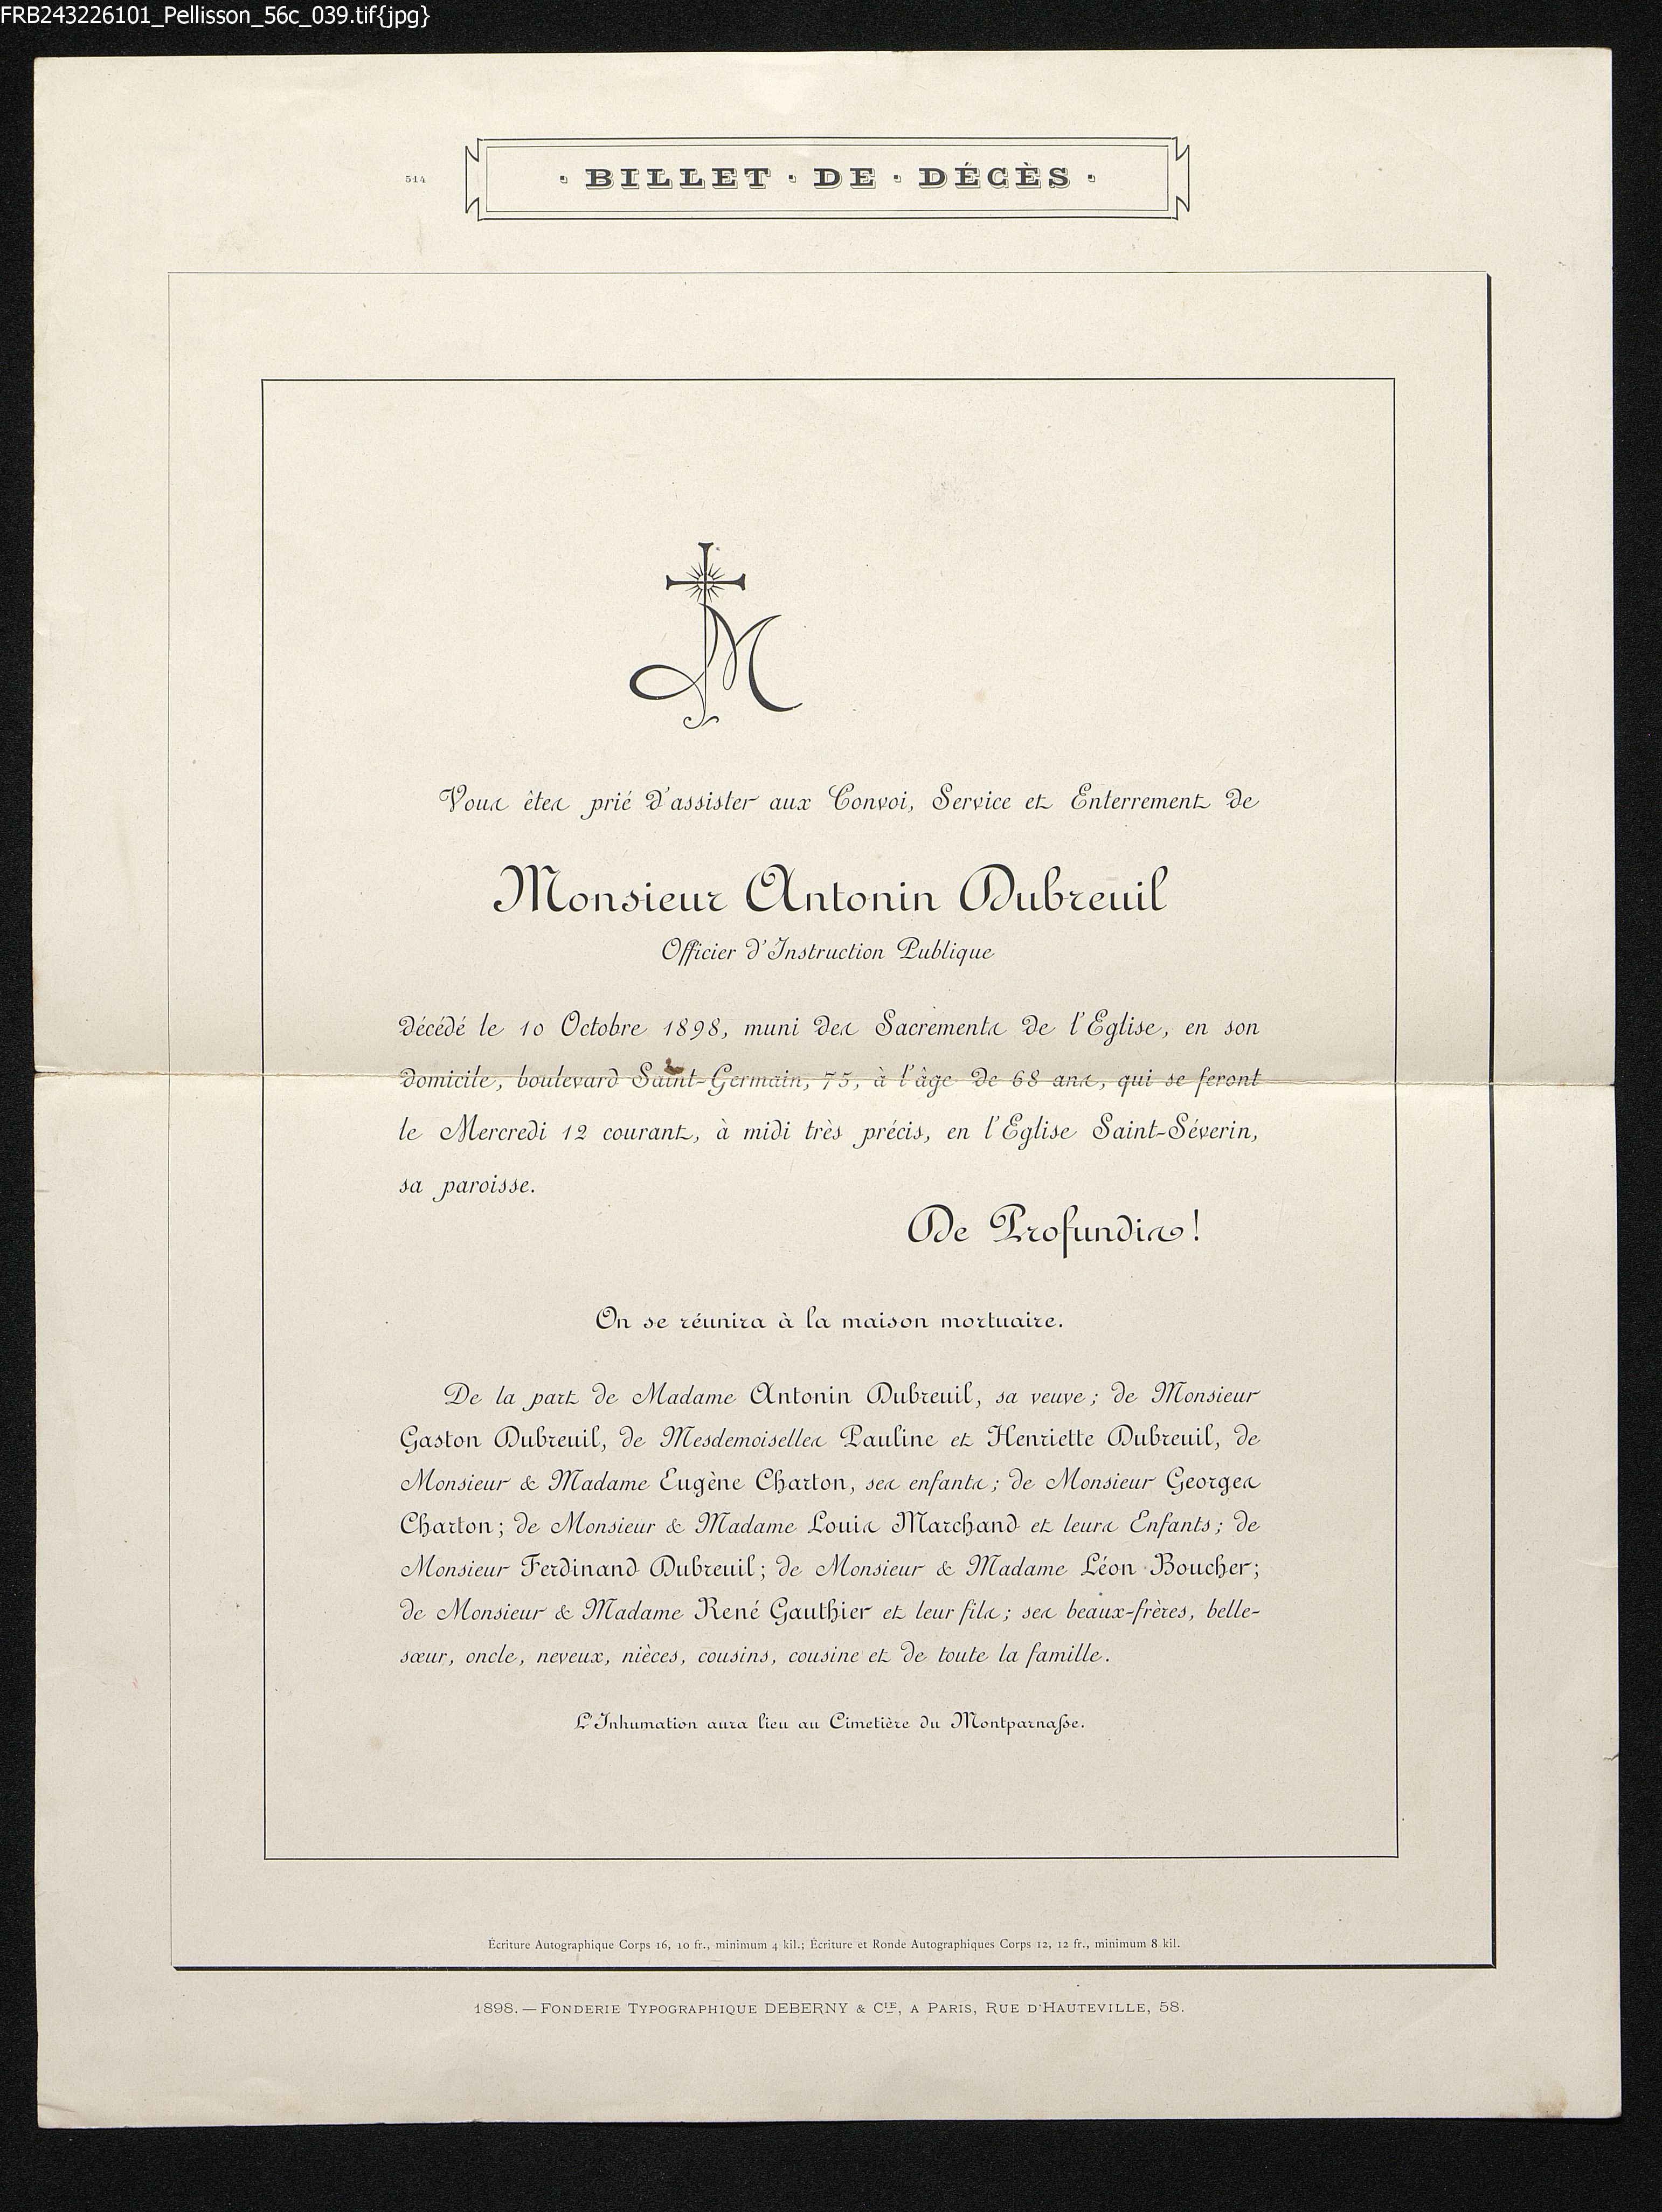 FRB243226101_Pellisson_56c_039.tif{jpg}
514
· BILLET · DE · DÉCÈS ·
M
Vous êtes prié d'assister aux Convoi, Service et Enterrement de
Monsieur Antonin Dubreuil
Officier d'Instruction Publique
décédé le 10 Octobre 1898, muni des Sacrements de l'Eglise, en son
domicile, boulevard Saint-Germain, 75, à l'âge de 68 ans, qui se feront
le Mercredi 12 courant, à midi très précis, en l'Eglise Saint-Séverin,
sa paroisse.
De Profundis !
On se réunira à la maison mortuaire.
De la part de Madame Antonin Dubreuil, sa veuve ; de Monsieur
Gaston Dubreuil, de Mesdemoiselles Pauline et Henriette Dubreuil, de
Monsieur & Madame Eugène Charton, ses enfants ; de Monsieur Georges
Charton ; de Monsieur & Madame Louis Marchand et leurs Enfants ; de
Monsieur Ferdinand Dubreuil ; de Monsieur & Madame Léon Boucher ;
de Monsieur & Madame René Gauthier et leur fils ; ses beaux-frères, belle-
sœur, oncle, neveux, nièces, cousins, cousine et de toute la famille.
L'Inhumation aura lieu au Cimetière du Montparnasse.
Écriture Autographique Corps 16, 10 fr., minimum 4 kil.; Écriture et Ronde Autographiques Corps 12, 12 fr., minimum 8 kil.
1898. — FONDERIE TYPOGRAPHIQUE DEBERNY & CIE, A PARIS, RUE D'HAUTEVILLE, 58.